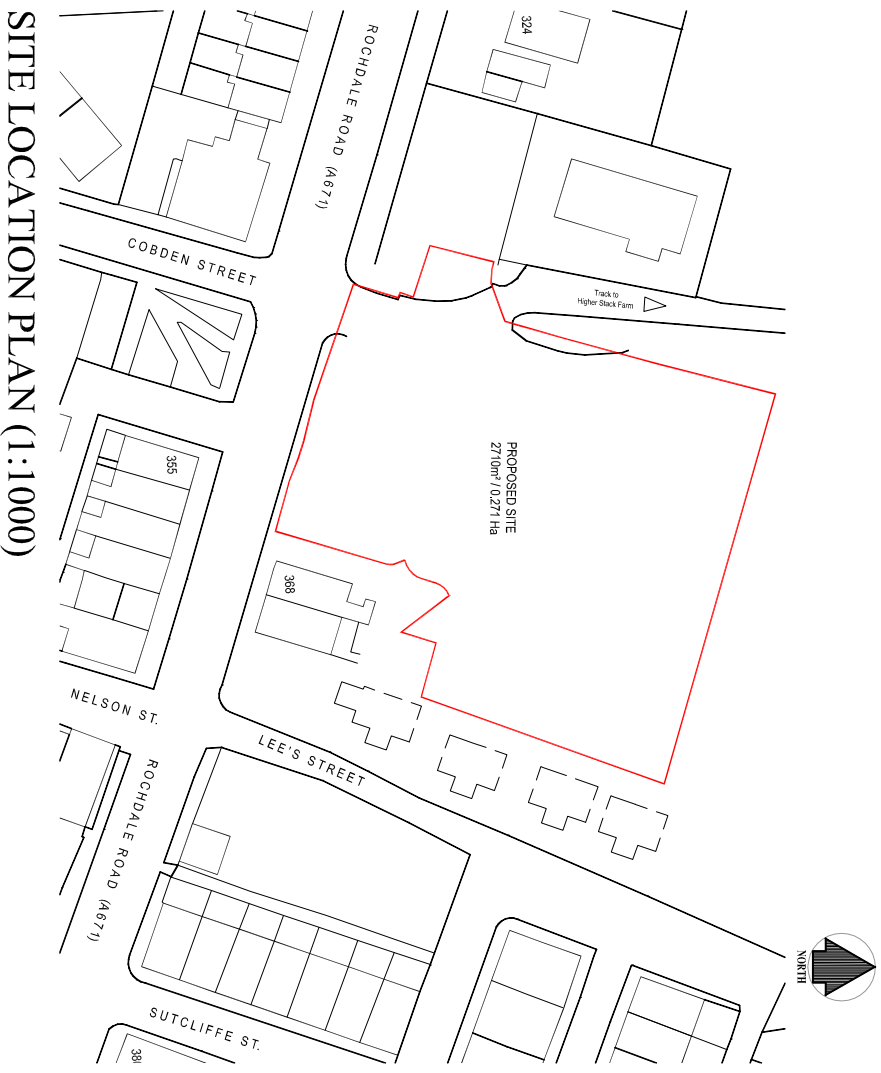 324
ROCHDALE ROAD (A671)
COBDEN STREET
Track to
Higher Stack Farm
PROPOSED SITE
2710m² / 0.271 Ha
355
368
NELSON ST.
LEE'S STREET
ROCHDALE ROAD (A671)
SUTCLIFFE ST.
NORTH
SITE LOCATION PLAN (1:1000)